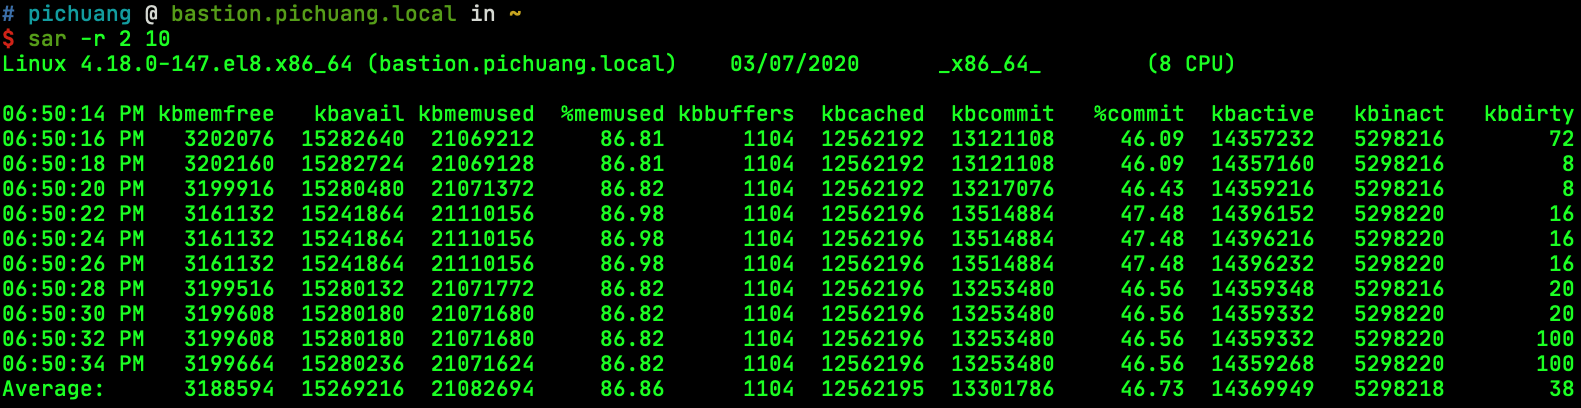 # pichuang @ bastion.pichuang.local in ~
$ sar -r 2 10
Linux 4.18.0-147.el8.x86_64 (bastion.pichuang.local) 03/07/2020 _x86_64_ (8 CPU)
06:50:14 PM kbmemfree kbavail kbmemused %memused kbbuffers kbcached kbcommit %commit kbactive kbinact kbdirty
06:50:16 PM 3202076 15282640 21069212 86.81 1104 12562192 13121108 46.09 14357232 5298216 72
06:50:18 PM 3202160 15282724 21069128 86.81 1104 12562192 13121108 46.09 14357160 5298216 8
06:50:20 PM 3199916 15280480 21071372 86.82 1104 12562192 13217076 46.43 14359216 5298216 8
06:50:22 PM 3161132 15241864 21110156 86.98 1104 12562196 13514884 47.48 14396152 5298220 16
06:50:24 PM 3161132 15241864 21110156 86.98 1104 12562196 13514884 47.48 14396216 5298220 16
06:50:26 PM 3161132 15241864 21110156 86.98 1104 12562196 13514884 47.48 14396232 5298220 16
06:50:28 PM 3199516 15280132 21071772 86.82 1104 12562196 13253480 46.56 14359348 5298216 20
06:50:30 PM 3199608 15280180 21071680 86.82 1104 12562196 13253480 46.56 14359332 5298220 20
06:50:32 PM 3199608 15280180 21071680 86.82 1104 12562196 13253480 46.56 14359332 5298220 100
06:50:34 PM 3199664 15280236 21071624 86.82 1104 12562196 13253480 46.56 14359268 5298220 100
Average: 3188594 15269216 21082694 86.86 1104 12562195 13301786 46.73 14369949 5298218 38